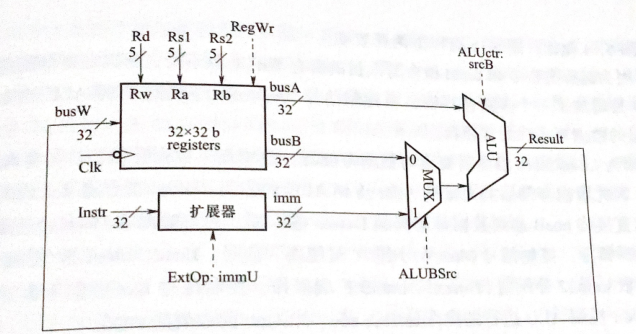 RegWr
Rd Rs1 Rs2
5 5 5
ALUctr:
srcB
Rw Ra Rb
busA
32
busW
32
32×32 b
registers
busB
32
Clk
0
MUX
1
ALU
Result
32
Instr
32
扩展器
imm
32
ExtOp: immU
ALUBSrc